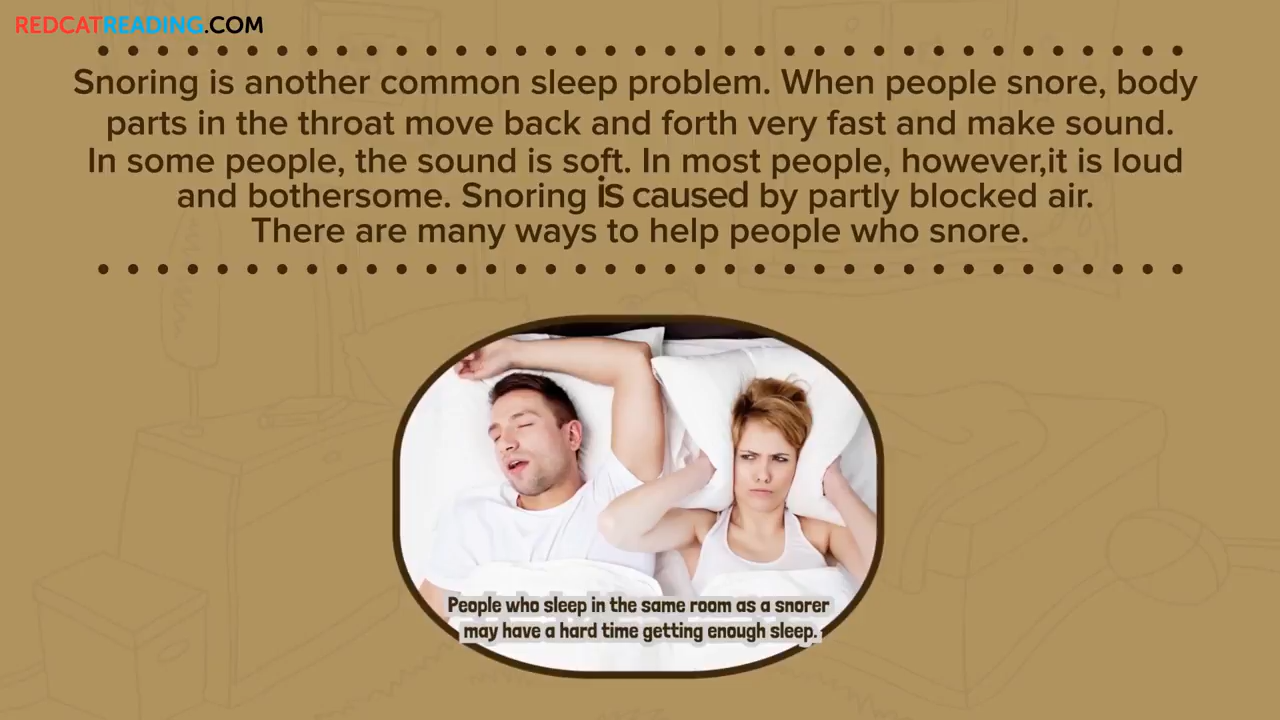 REDCATREADING.COM
Snoring is another common sleep problem. When people snore, body
parts in the throat move back and forth very fast and make sound.
In some people, the sound is soft. In most people, however,it is loud
and bothersome. Snoring is caused by partly blocked air.
There are many ways to help people who snore.
People who sleep in the same room as a snorer
may have a hard time getting enough sleep.